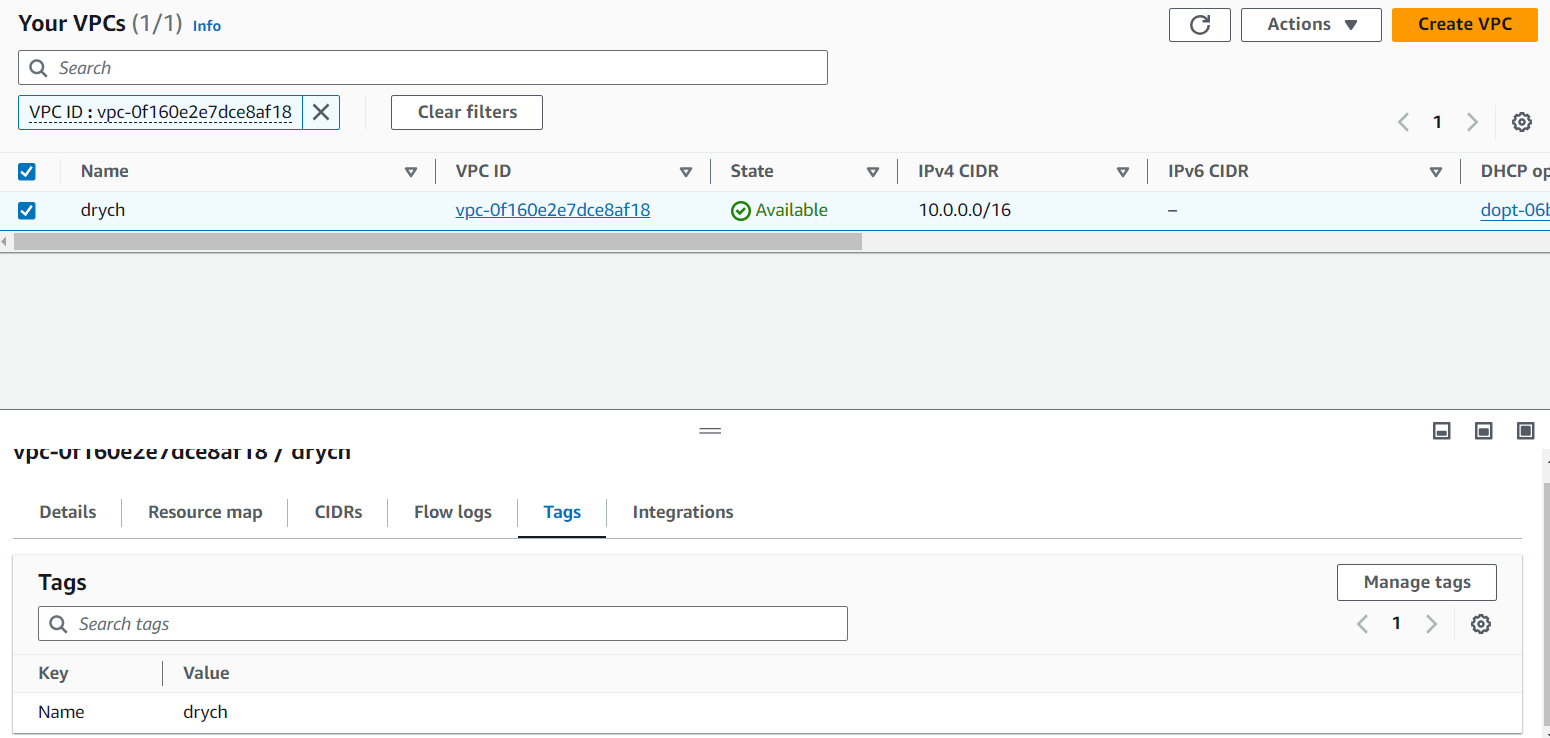 Your VPCs (1/1) Info
Actions
Create VPC
Search
VPC ID : vpc-0f160e2e7dce8af18
Clear filters
1
Name VPC ID State IPv4 CIDR IPv6 CIDR DHCP op
drych vpc-0f160e2e7dce8af18 Available 10.0.0.0/16 – dopt-06b
vpc-0f160e2e7dce8af18 / drych
Details Resource map CIDRs Flow logs Tags Integrations
Tags
Manage tags
Search tags
1
Key Value
Name drych